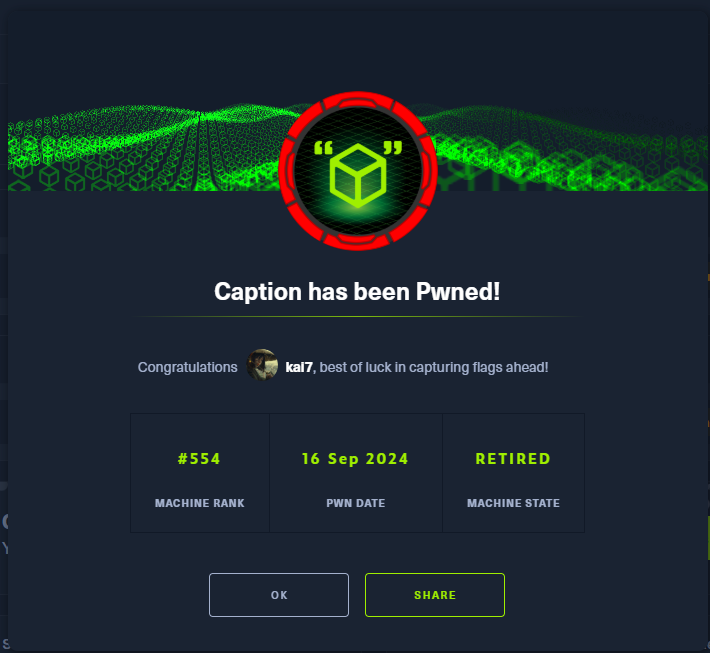 Caption has been Pwned!
Congratulations kal7, best of luck in capturing flags ahead!
#554 16 Sep 2024 RETIRED
MACHINE RANK PWN DATE MACHINE STATE
OK SHARE